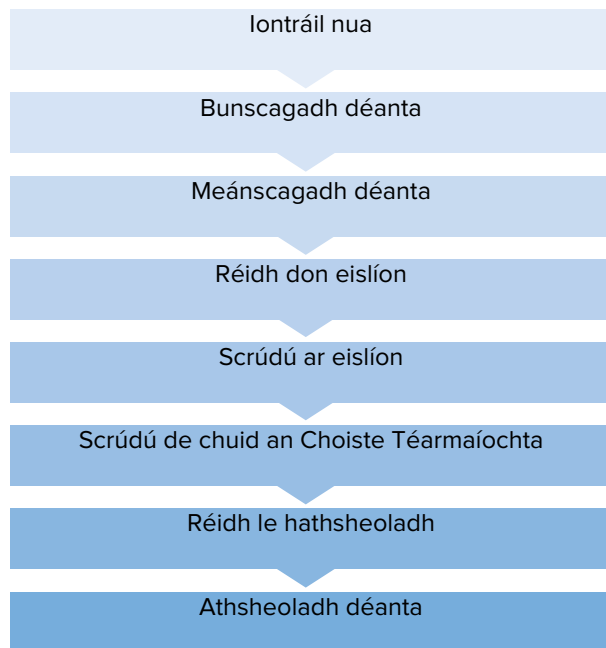 Iontráil nua
Bunscagadh déanta
Meánscagadh déanta
Réidh don eislíon
Scrúdú ar eislíon
Scrúdú de chuid an Choiste Téarmaíochta
Réidh le hathsheoladh
Athsheoladh déanta